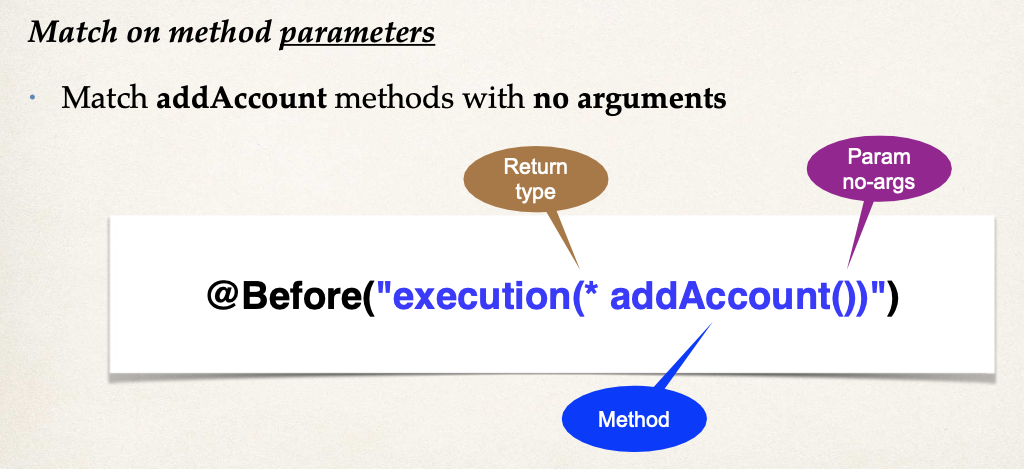 Match on method parameters
• Match addAccount methods with no arguments
Return
type
Param
no-args
@Before("execution(* addAccount())")
Method